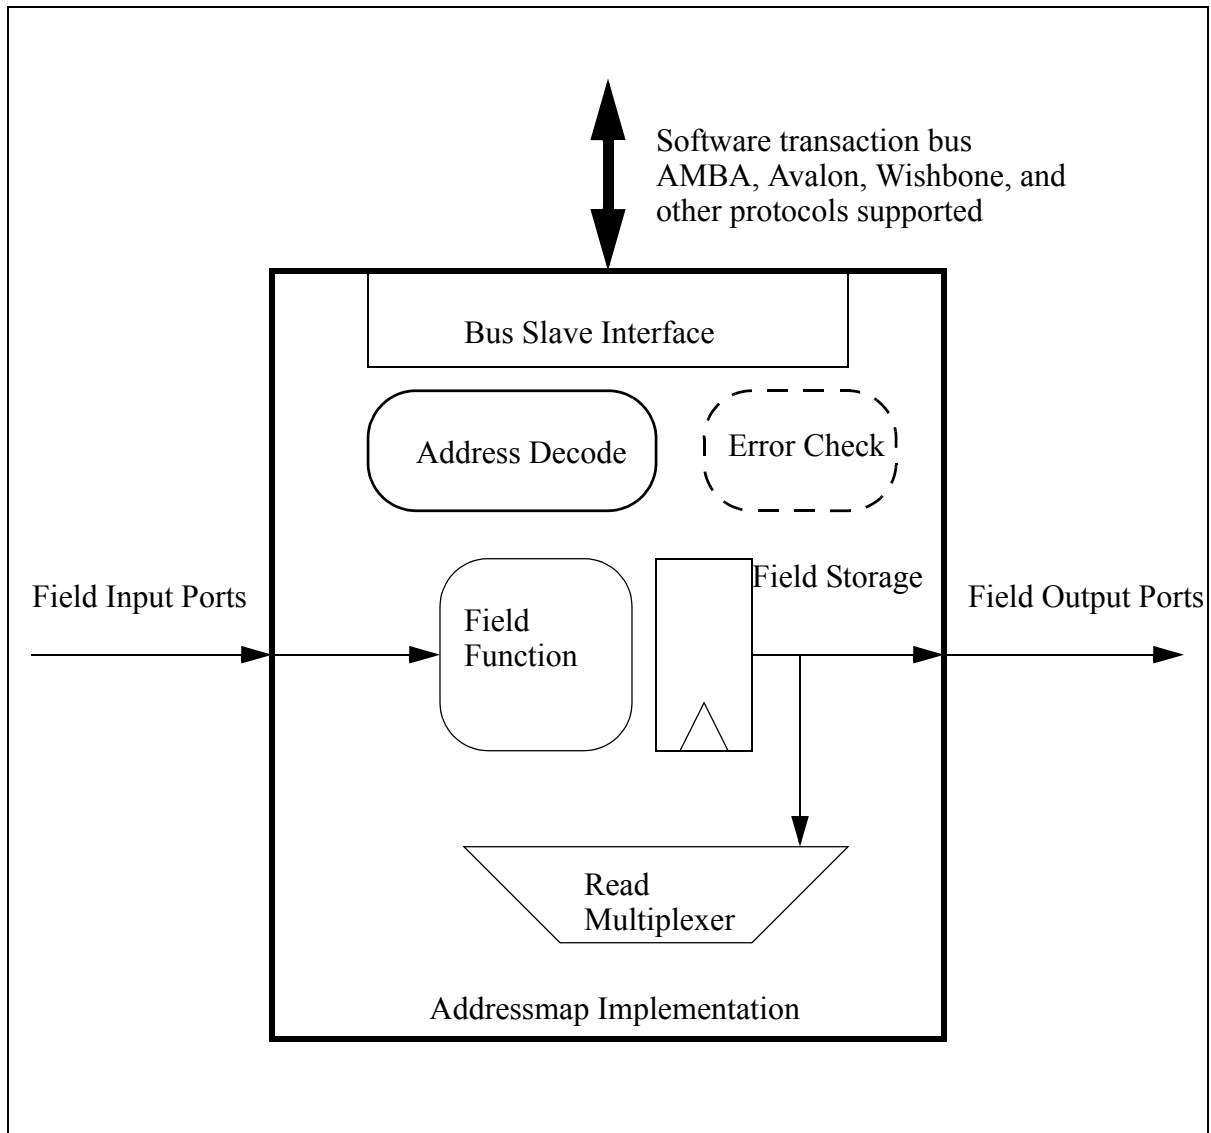 Software transaction bus
AMBA, Avalon, Wishbone, and
other protocols supported
Bus Slave Interface
Address Decode
Error Check
Field Input Ports
Field
Function
Field Storage
Field Output Ports
Read
Multiplexer
Addressmap Implementation